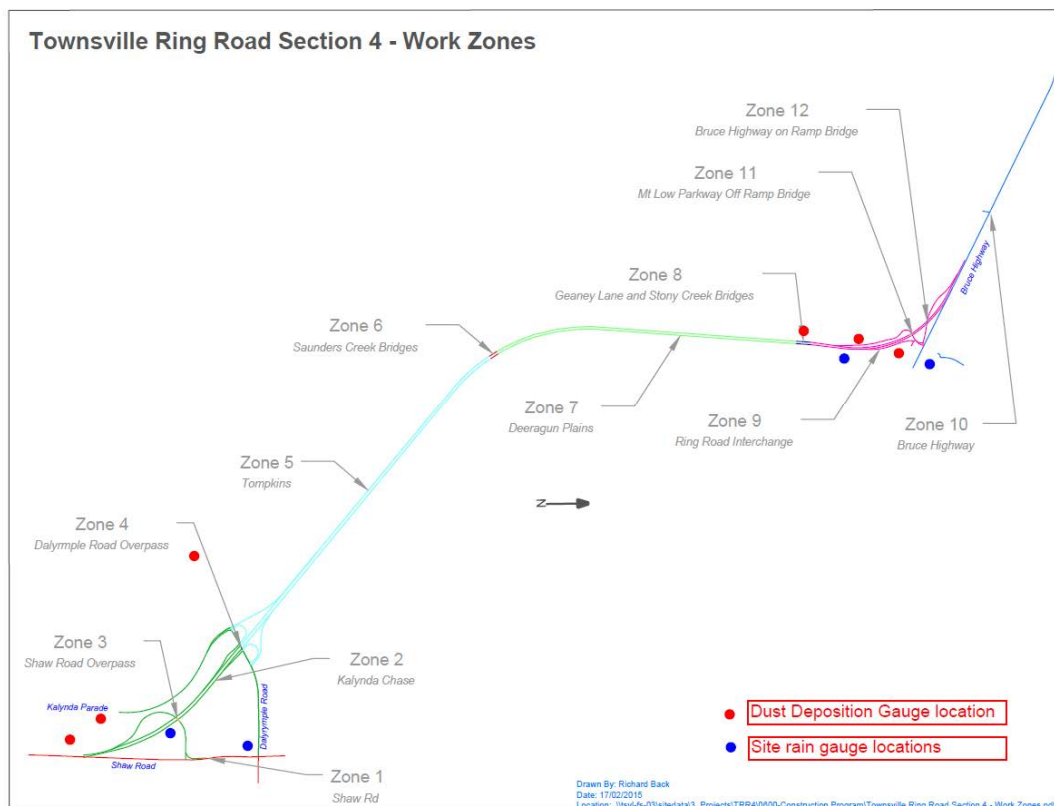 Townsville Ring Road Section 4 - Work Zones
Zone 12
Bruce Highway on Ramp Bridge
Zone 11
Mt Low Parkway Off Ramp Bridge
Bruce Highway
Zone 8
Geaney Lane and Stony Creek Bridges
Zone 6
Saunders Creek Bridges
Zone 7
Deeragun Plains
Zone 9
Ring Road Interchange
Zone 10
Bruce Highway
Zone 5
Tompkins
N
Zone 4
Dalyrmple Road Overpass
Zone 3
Shaw Road Overpass
Zone 2
Kalynda Chase
Kalynda Parade
Dalyrymple Road
Shaw Road
Zone 1
Shaw Rd
Dust Deposition Gauge location
Site rain gauge locations
Drawn By: Richard Back
Date: 17/02/2015